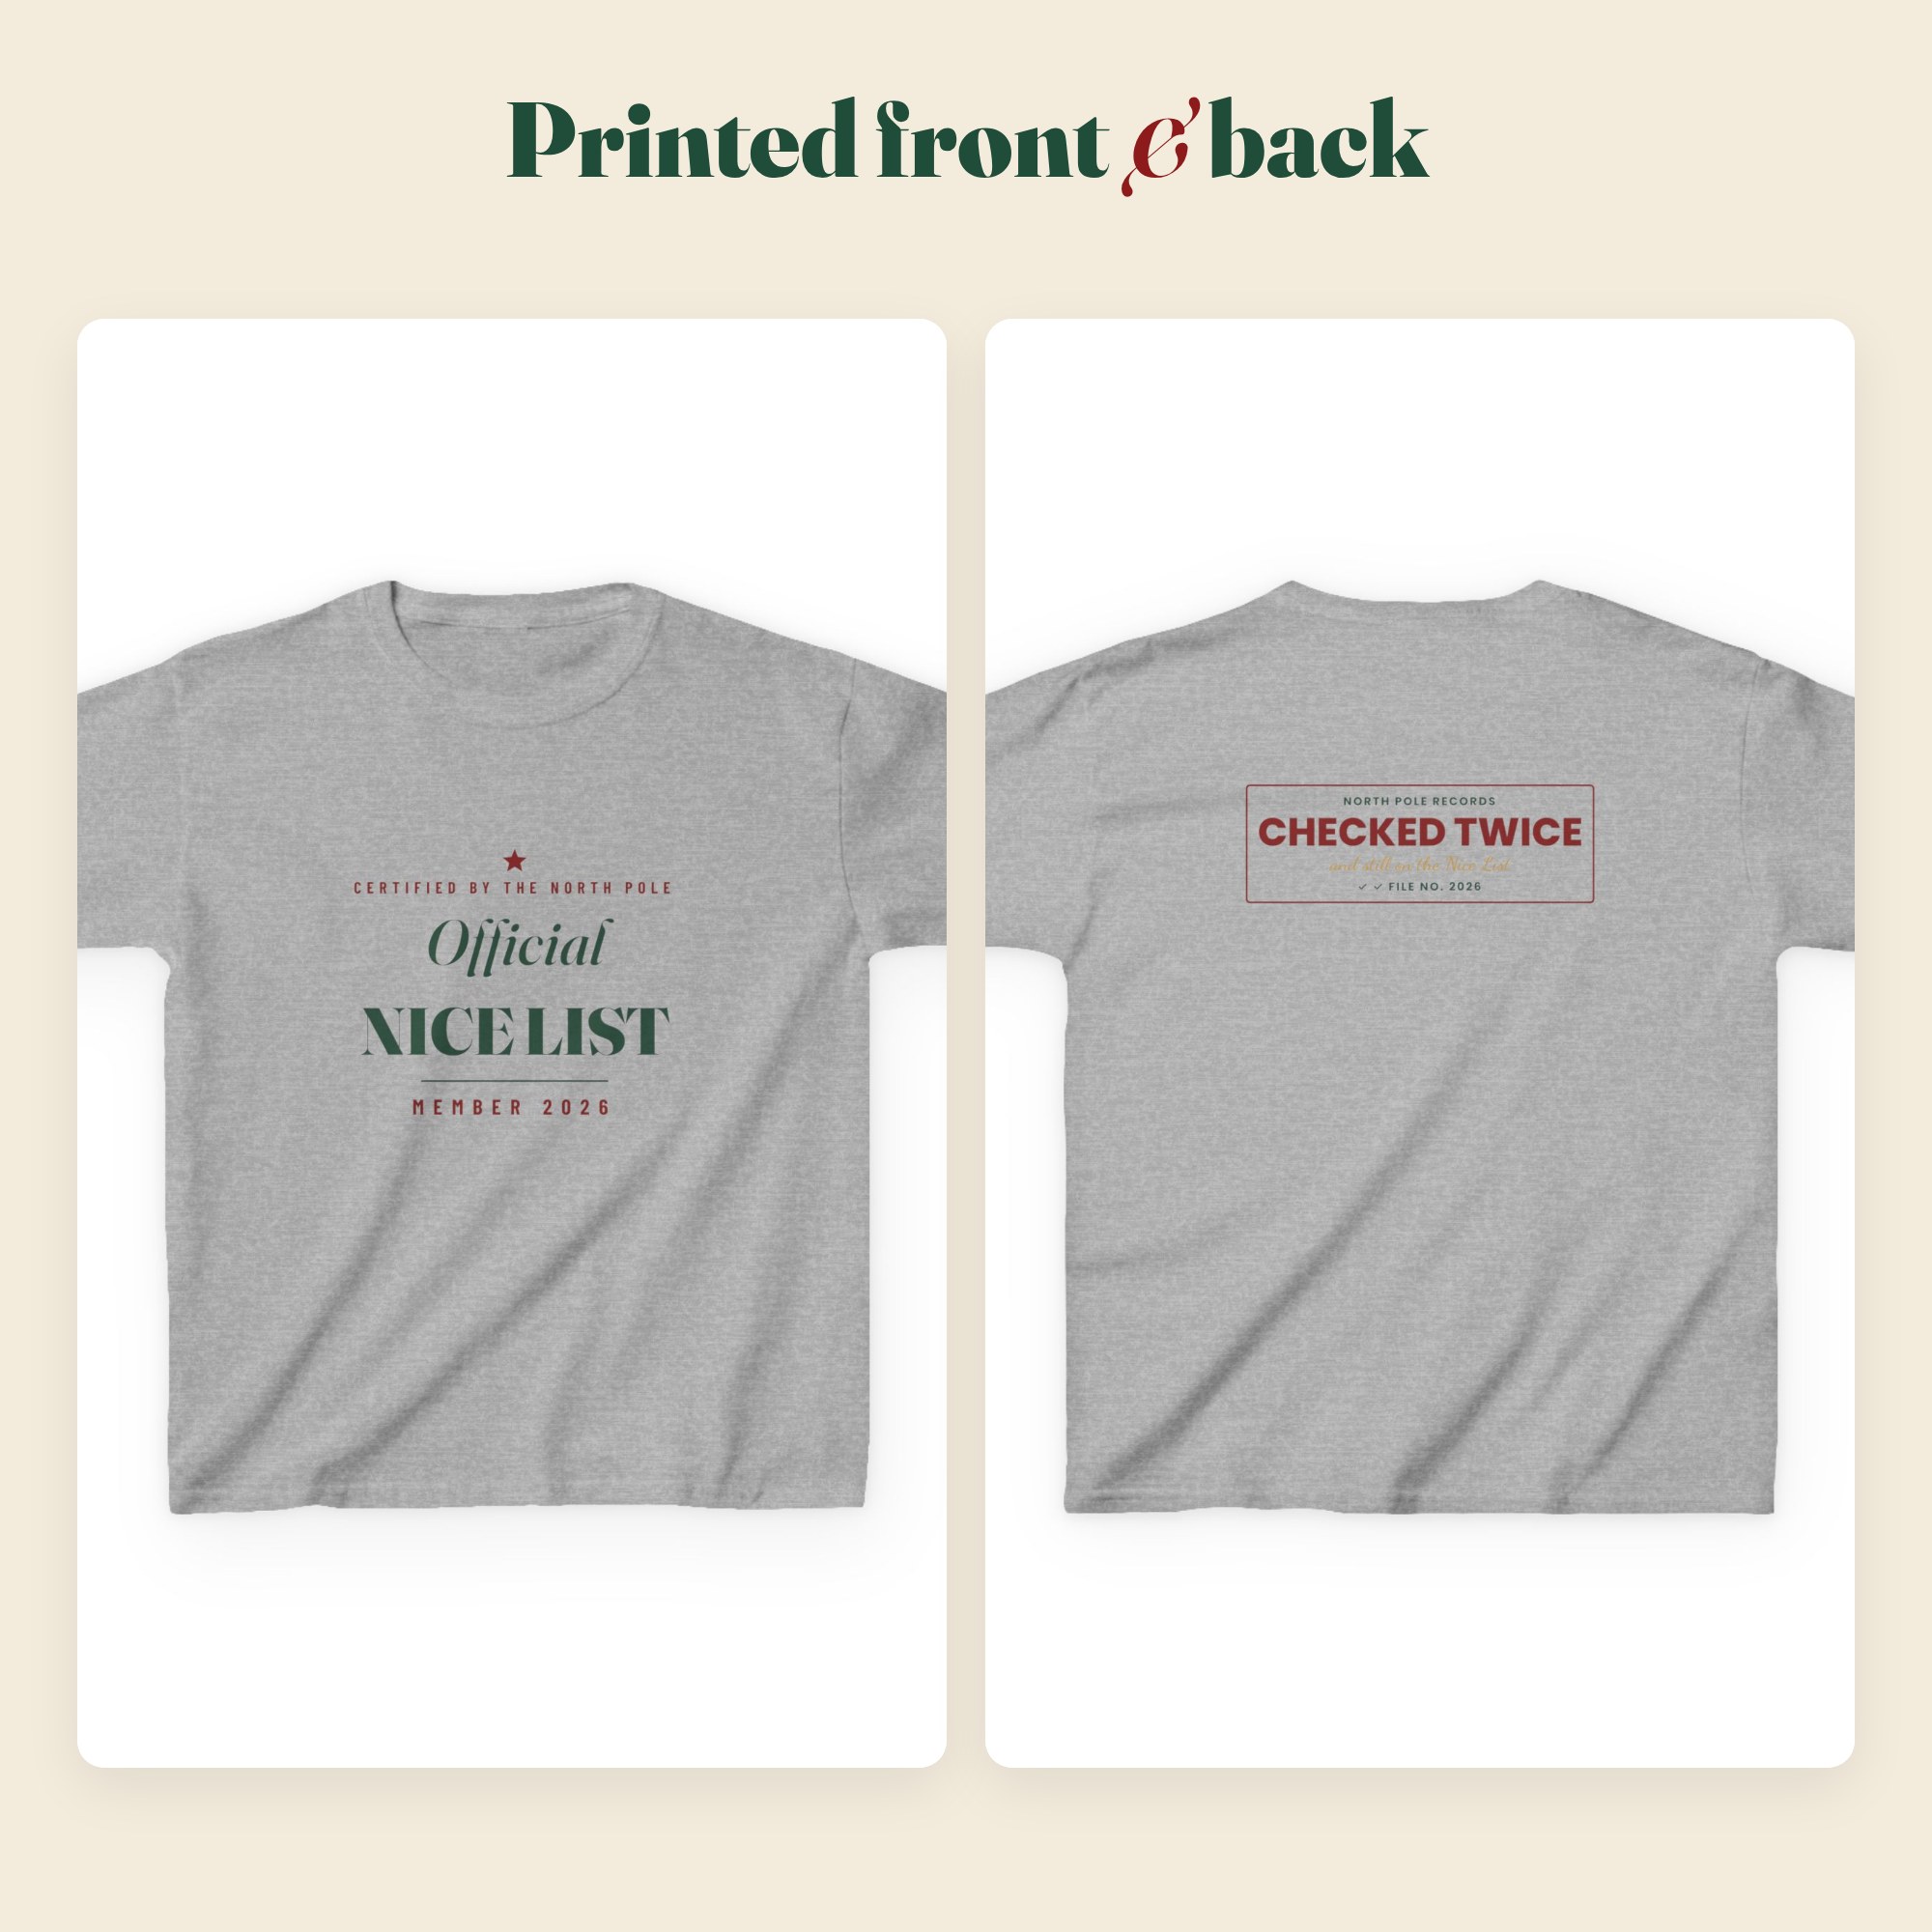 Printed front & back
★
CERTIFIED BY THE NORTH POLE
Official
NICE LIST
MEMBER 2026
NORTH POLE RECORDS
CHECKED TWICE
and still on the Nice List
✓ ✓ FILE NO. 2026